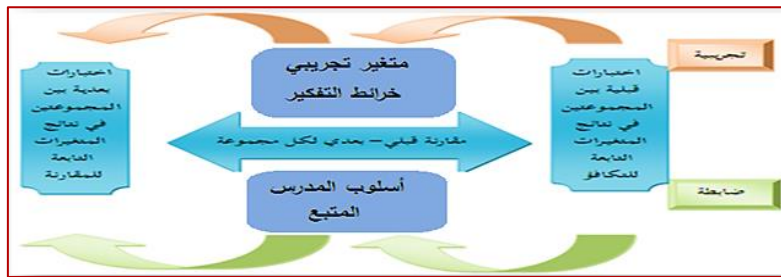 تجريبية
اختبارات
قبلية بين
المجموعتين
في نتائج
المتغيرات
التابعة
للتكافؤ
متغير تجريبي
خرائط التفكير
مقارنة قبلي – بعدي لكل مجموعة
أسلوب المدرس
المتبع
اختبارات
بعدية بين
المجموعتين
في نتائج
المتغيرات
التابعة
للمقارنة
ضابطة